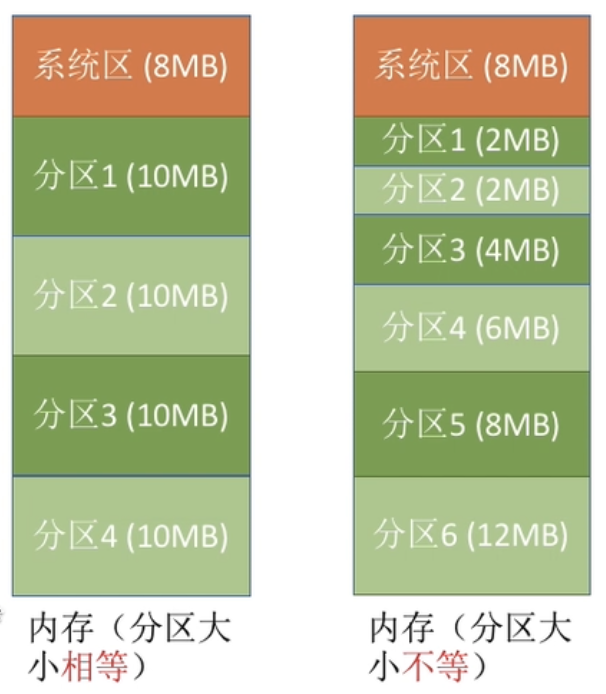 系统区 (8MB)
分区1 (10MB)
分区2 (10MB)
分区3 (10MB)
分区4 (10MB)
内存（分区大
小相等）
系统区 (8MB)
分区1 (2MB)
分区2 (2MB)
分区3 (4MB)
分区4 (6MB)
分区5 (8MB)
分区6 (12MB)
内存（分区大
小不等）